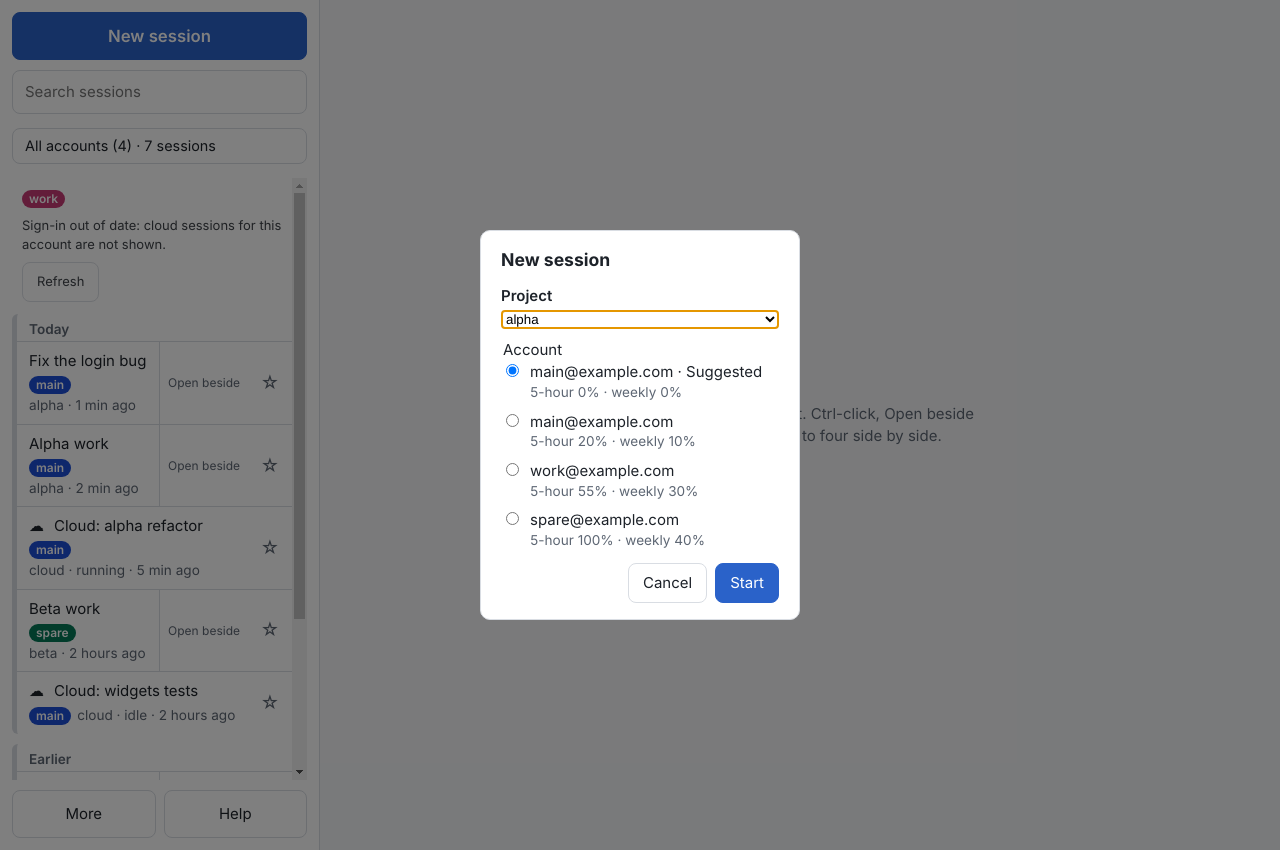 New session
Search sessions
All accounts (4) · 7 sessions
work
Sign-in out of date: cloud sessions for this
account are not shown.
Refresh
Today
Fix the login bug
main
alpha · 1 min ago
Open beside
Alpha work
main
alpha · 2 min ago
Open beside
Cloud: alpha refactor
main
cloud · running · 5 min ago
Beta work
spare
beta · 2 hours ago
Open beside
Cloud: widgets tests
main cloud · idle · 2 hours ago
Earlier
More
Help
New session
Project
alpha
Account
main@example.com · Suggested
5-hour 0% · weekly 0%
main@example.com
5-hour 20% · weekly 10%
work@example.com
5-hour 55% · weekly 30%
spare@example.com
5-hour 100% · weekly 40%
Cancel
Start
. Ctrl-click, Open beside
to four side by side.